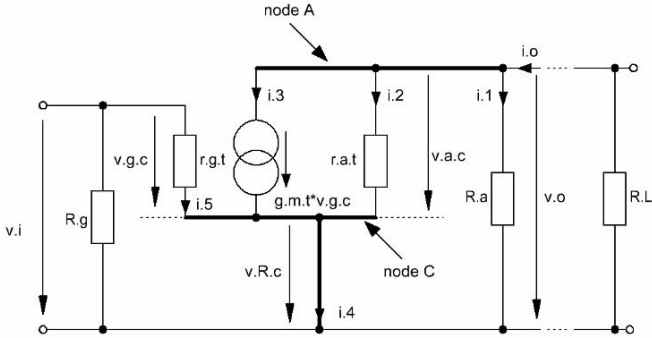 node A
i.o
i.3
i.2
i.1
v.g.c
r.g.t
r.a.t
v.a.c
R.g
i.5
g.m.t*v.g.c
R.a
v.o
R.L
v.i
v.R.c
node C
i.4